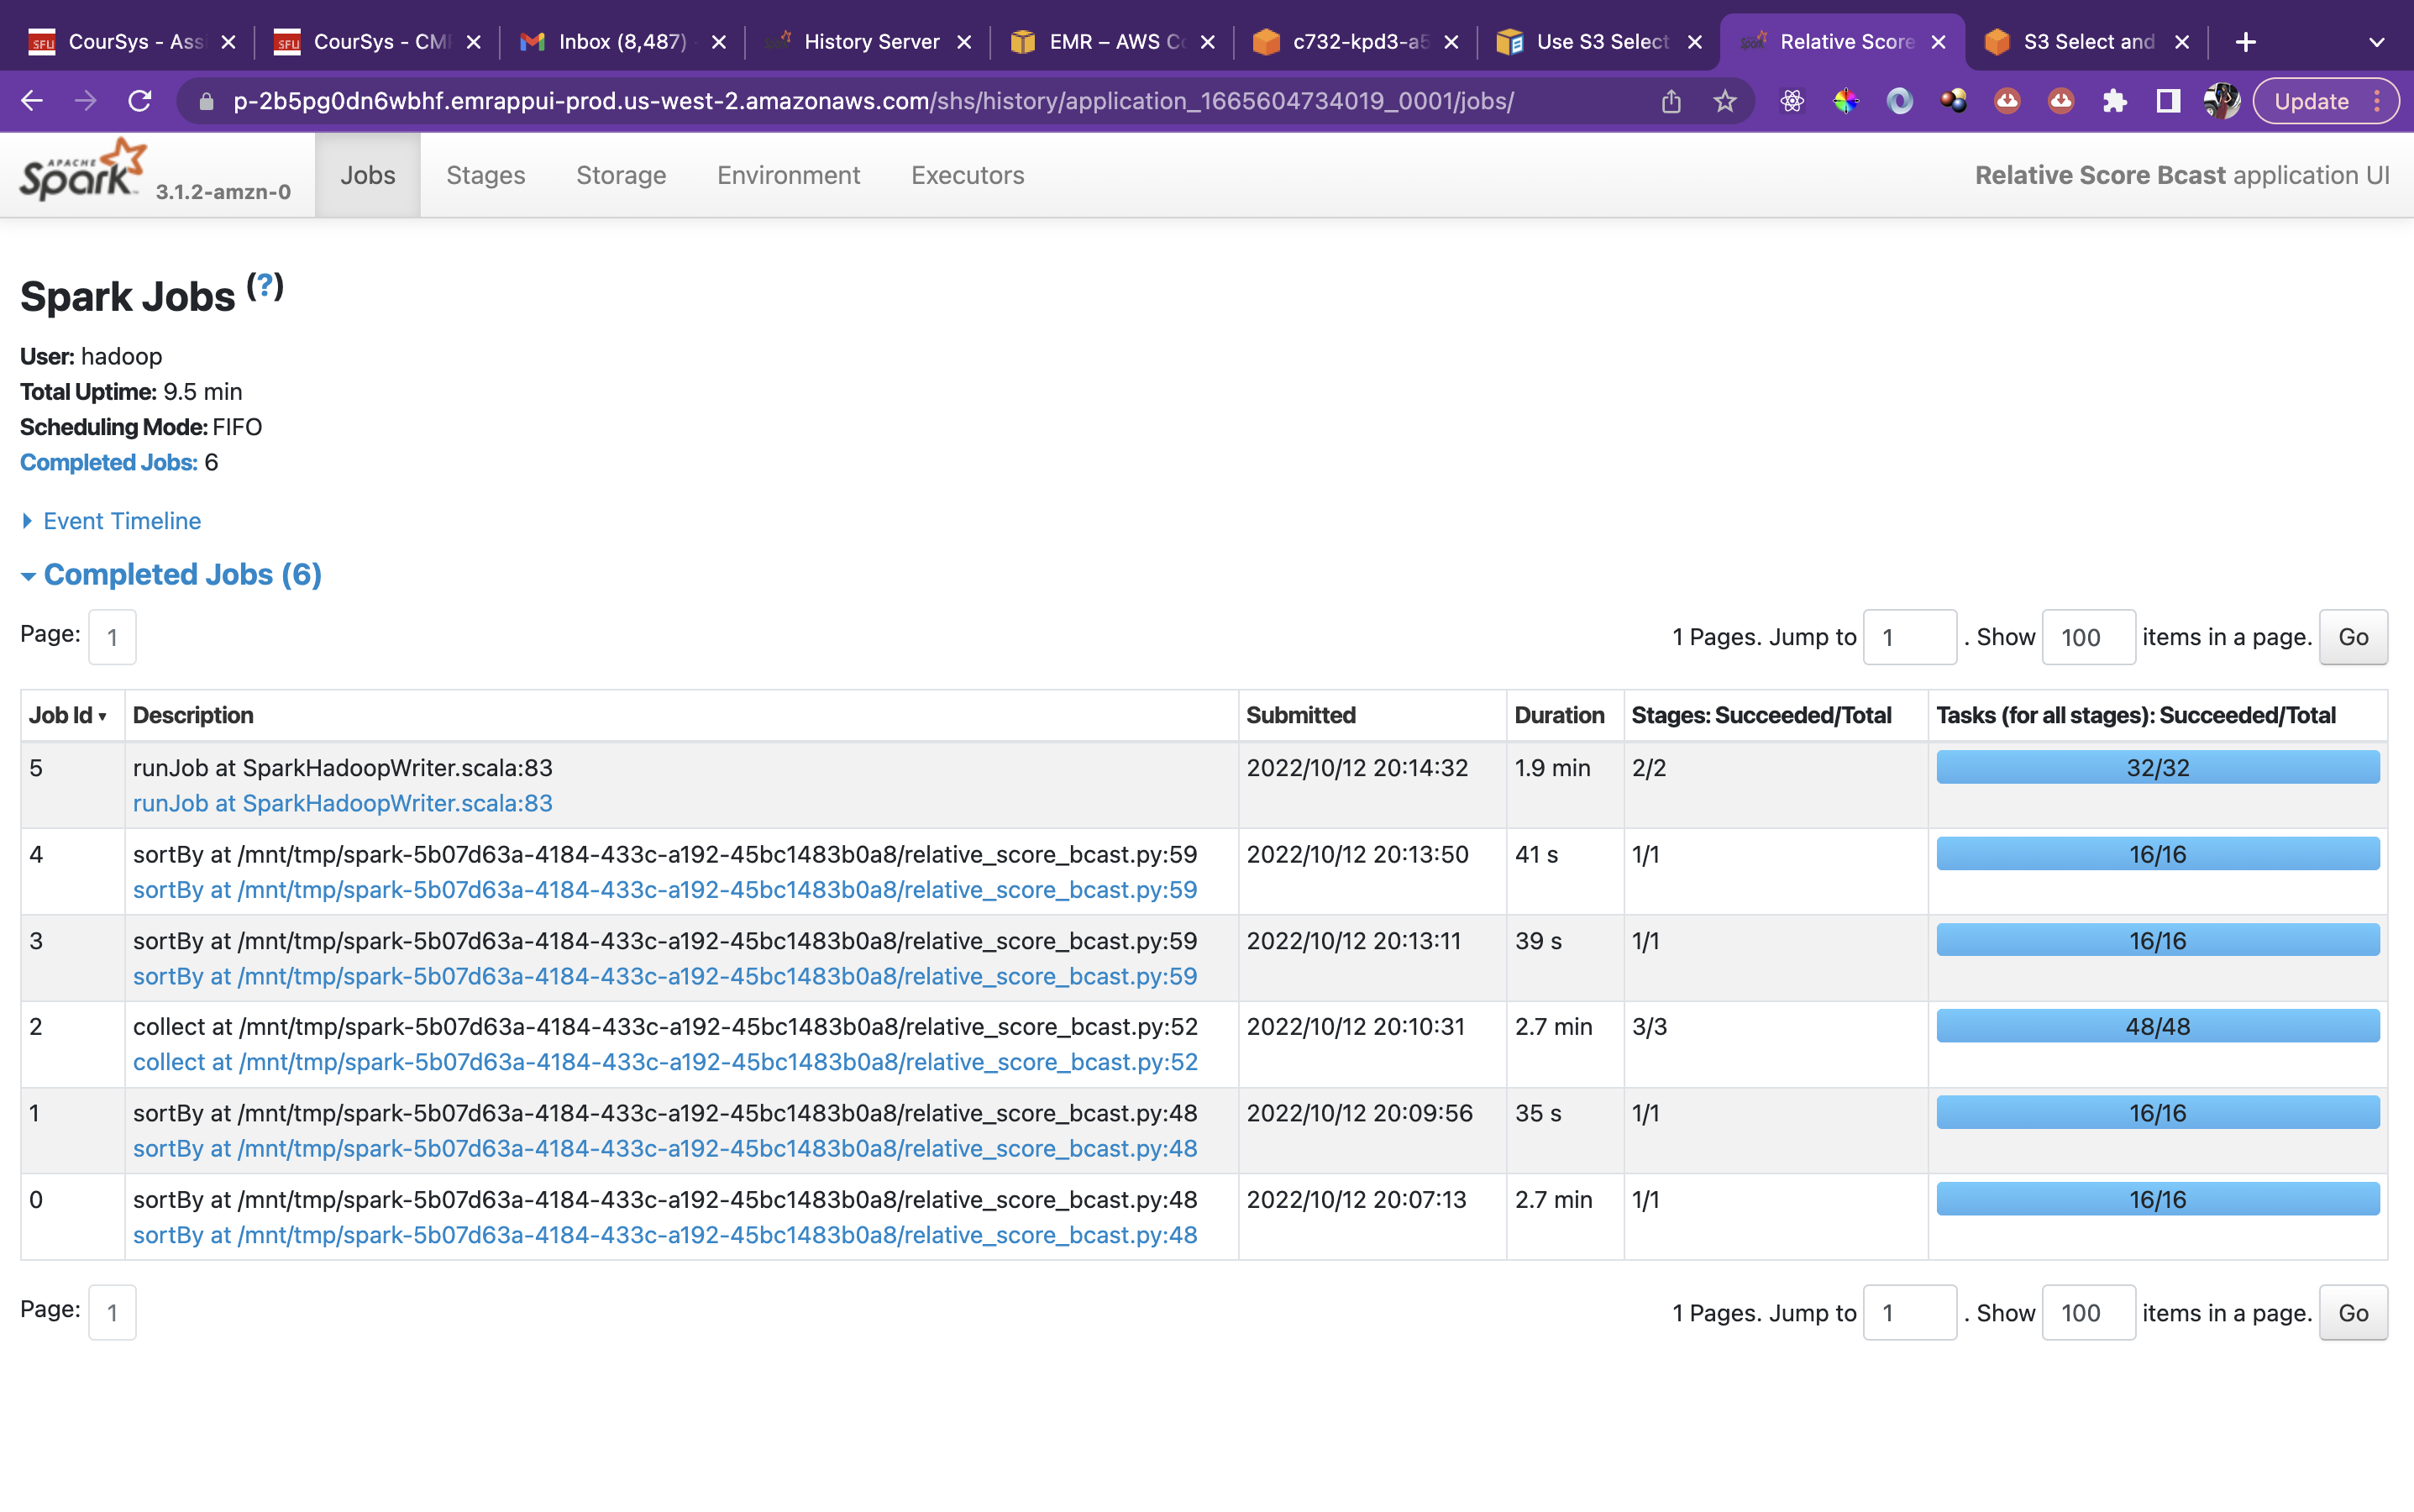 CourSys - Ass
CourSys - CM
Inbox (8,487)
History Server
EMR – AWS C
c732-kpd3-a5
Use S3 Select
Relative Score
S3 Select and
p-2b5pg0dn6wbhf.emrappui-prod.us-west-2.amazonaws.com/shs/history/application_1665604734019_0001/jobs/
Update
APACHE Spark 3.1.2-amzn-0
Jobs
Stages
Storage
Environment
Executors
Relative Score Bcast application UI
Spark Jobs (?)
User: hadoop
Total Uptime: 9.5 min
Scheduling Mode: FIFO
Completed Jobs: 6
Event Timeline
Completed Jobs (6)
Page: 1
1 Pages. Jump to 1 . Show 100 items in a page. Go
Job Id ▾ Description Submitted Duration Stages: Succeeded/Total Tasks (for all stages): Succeeded/Total
5 runJob at SparkHadoopWriter.scala:83 2022/10/12 20:14:32 1.9 min 2/2 32/32
runJob at SparkHadoopWriter.scala:83
4 sortBy at /mnt/tmp/spark-5b07d63a-4184-433c-a192-45bc1483b0a8/relative_score_bcast.py:59 2022/10/12 20:13:50 41 s 1/1 16/16
sortBy at /mnt/tmp/spark-5b07d63a-4184-433c-a192-45bc1483b0a8/relative_score_bcast.py:59
3 sortBy at /mnt/tmp/spark-5b07d63a-4184-433c-a192-45bc1483b0a8/relative_score_bcast.py:59 2022/10/12 20:13:11 39 s 1/1 16/16
sortBy at /mnt/tmp/spark-5b07d63a-4184-433c-a192-45bc1483b0a8/relative_score_bcast.py:59
2 collect at /mnt/tmp/spark-5b07d63a-4184-433c-a192-45bc1483b0a8/relative_score_bcast.py:52 2022/10/12 20:10:31 2.7 min 3/3 48/48
collect at /mnt/tmp/spark-5b07d63a-4184-433c-a192-45bc1483b0a8/relative_score_bcast.py:52
1 sortBy at /mnt/tmp/spark-5b07d63a-4184-433c-a192-45bc1483b0a8/relative_score_bcast.py:48 2022/10/12 20:09:56 35 s 1/1 16/16
sortBy at /mnt/tmp/spark-5b07d63a-4184-433c-a192-45bc1483b0a8/relative_score_bcast.py:48
0 sortBy at /mnt/tmp/spark-5b07d63a-4184-433c-a192-45bc1483b0a8/relative_score_bcast.py:48 2022/10/12 20:07:13 2.7 min 1/1 16/16
sortBy at /mnt/tmp/spark-5b07d63a-4184-433c-a192-45bc1483b0a8/relative_score_bcast.py:48
Page: 1
1 Pages. Jump to 1 . Show 100 items in a page. Go